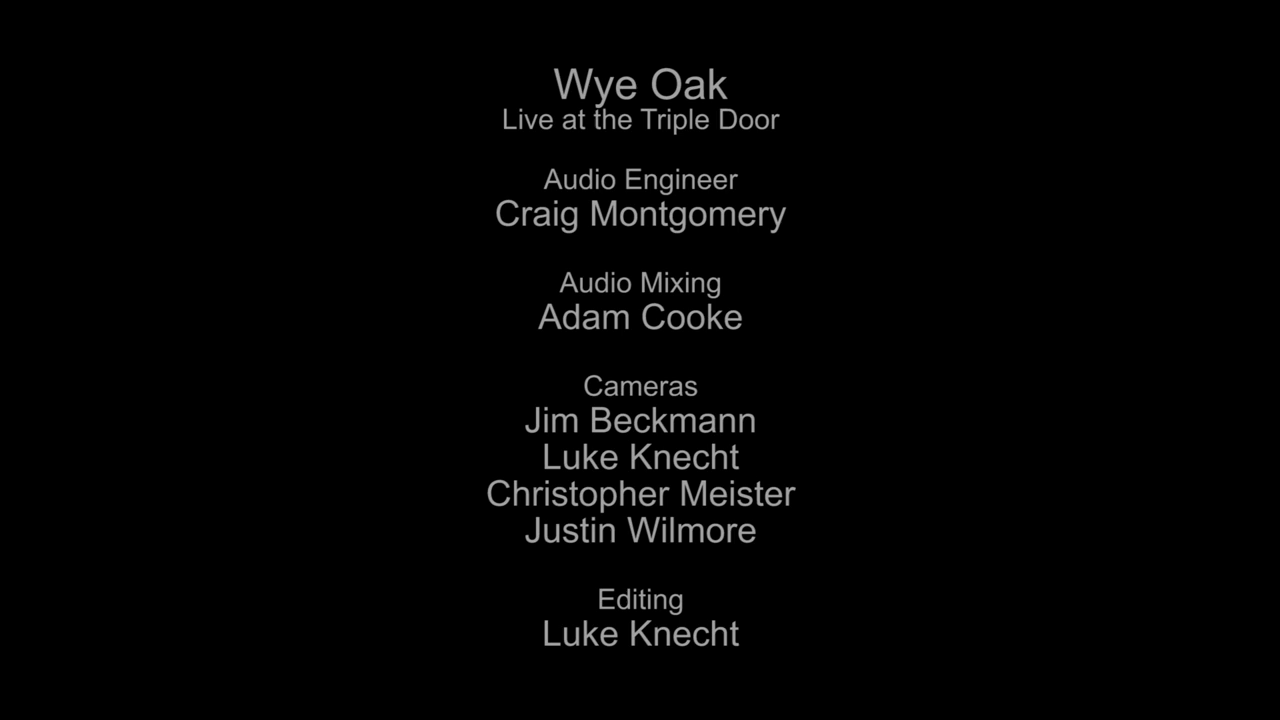 Wye Oak
Live at the Triple Door
Audio Engineer
Craig Montgomery
Audio Mixing
Adam Cooke
Cameras
Jim Beckmann
Luke Knecht
Christopher Meister
Justin Wilmore
Editing
Luke Knecht